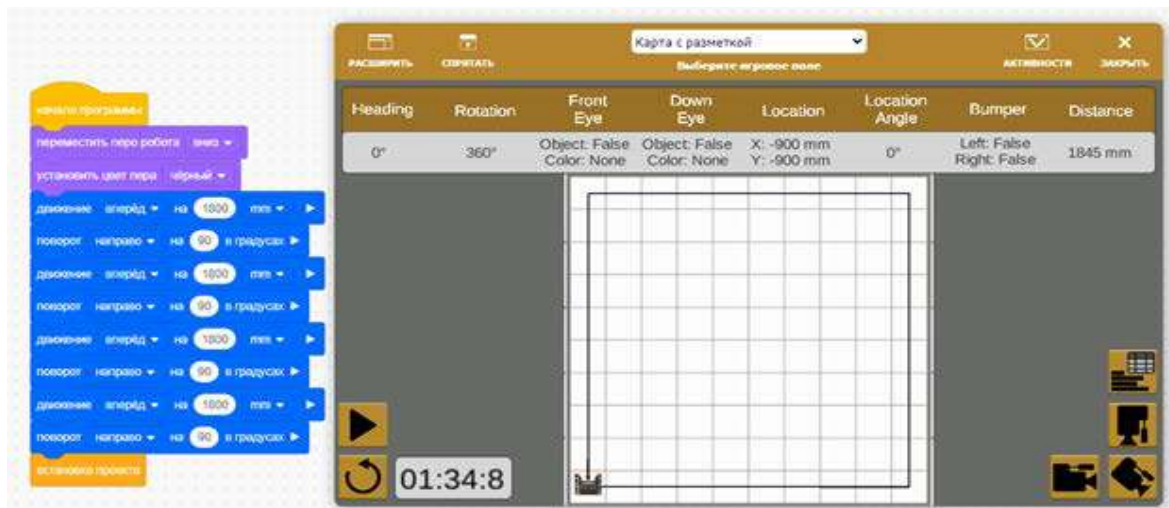 начало программы
переместить перо робота вниз
установить цвет пера чёрный
движение вперёд на 1800 mm
поворот направо на 90 в градусах
движение вперёд на 1800 mm
поворот направо на 90 в градусах
движение вперёд на 1800 mm
поворот направо на 90 в градусах
движение вперёд на 1800 mm
поворот направо на 90 в градусах
остановка проекта
РАСШИРИТЬ
СПРЯТАТЬ
Карта с разметкой
Выберите игровое поле
АКТИВНОСТИ
ЗАКРЫТЬ
Heading Rotation Front Eye Down Eye Location Location Angle Bumper Distance
0° 360° Object: False Color: None Object: False Color: None X: -900 mm Y: -900 mm 0° Left: False Right: False 1845 mm
01:34:8